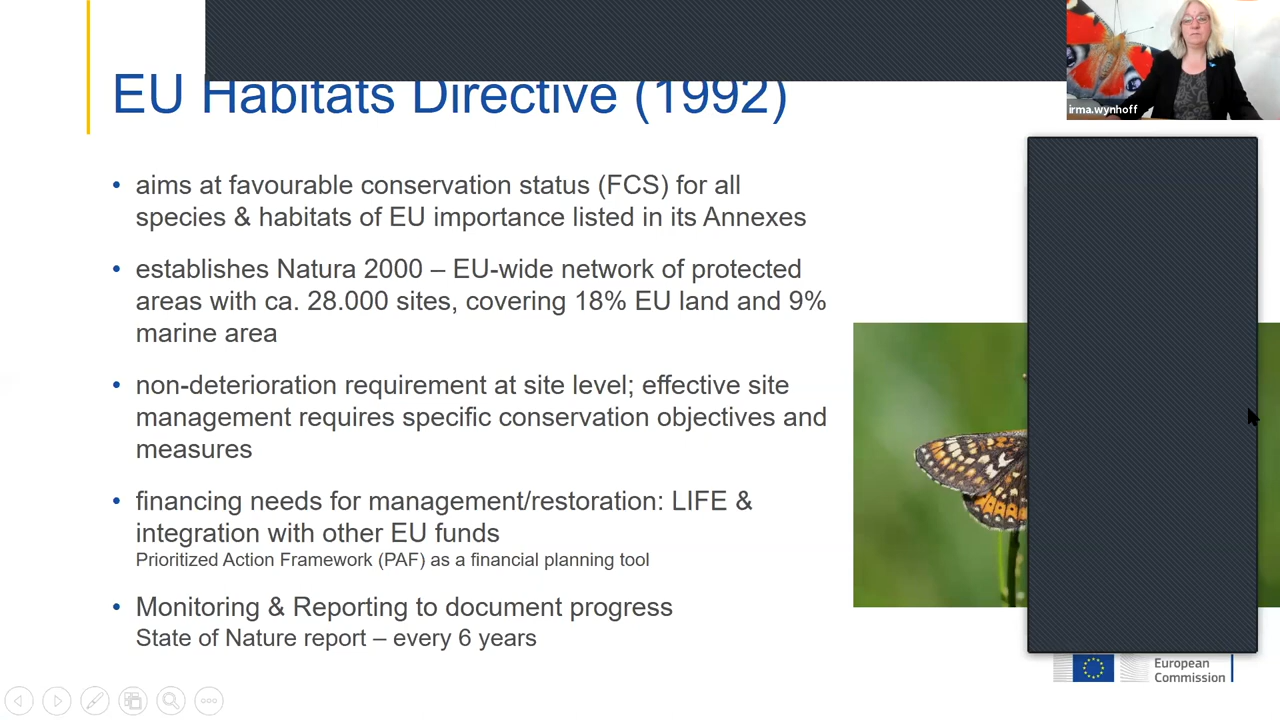 irma.wynhoff
EU Habitats Directive (1992)
• aims at favourable conservation status (FCS) for all
species & habitats of EU importance listed in its Annexes
• establishes Natura 2000 – EU-wide network of protected
areas with ca. 28.000 sites, covering 18% EU land and 9%
marine area
• non-deterioration requirement at site level; effective site
management requires specific conservation objectives and
measures
• financing needs for management/restoration: LIFE &
integration with other EU funds
Prioritized Action Framework (PAF) as a financial planning tool
• Monitoring & Reporting to document progress
State of Nature report – every 6 years
European
Commission